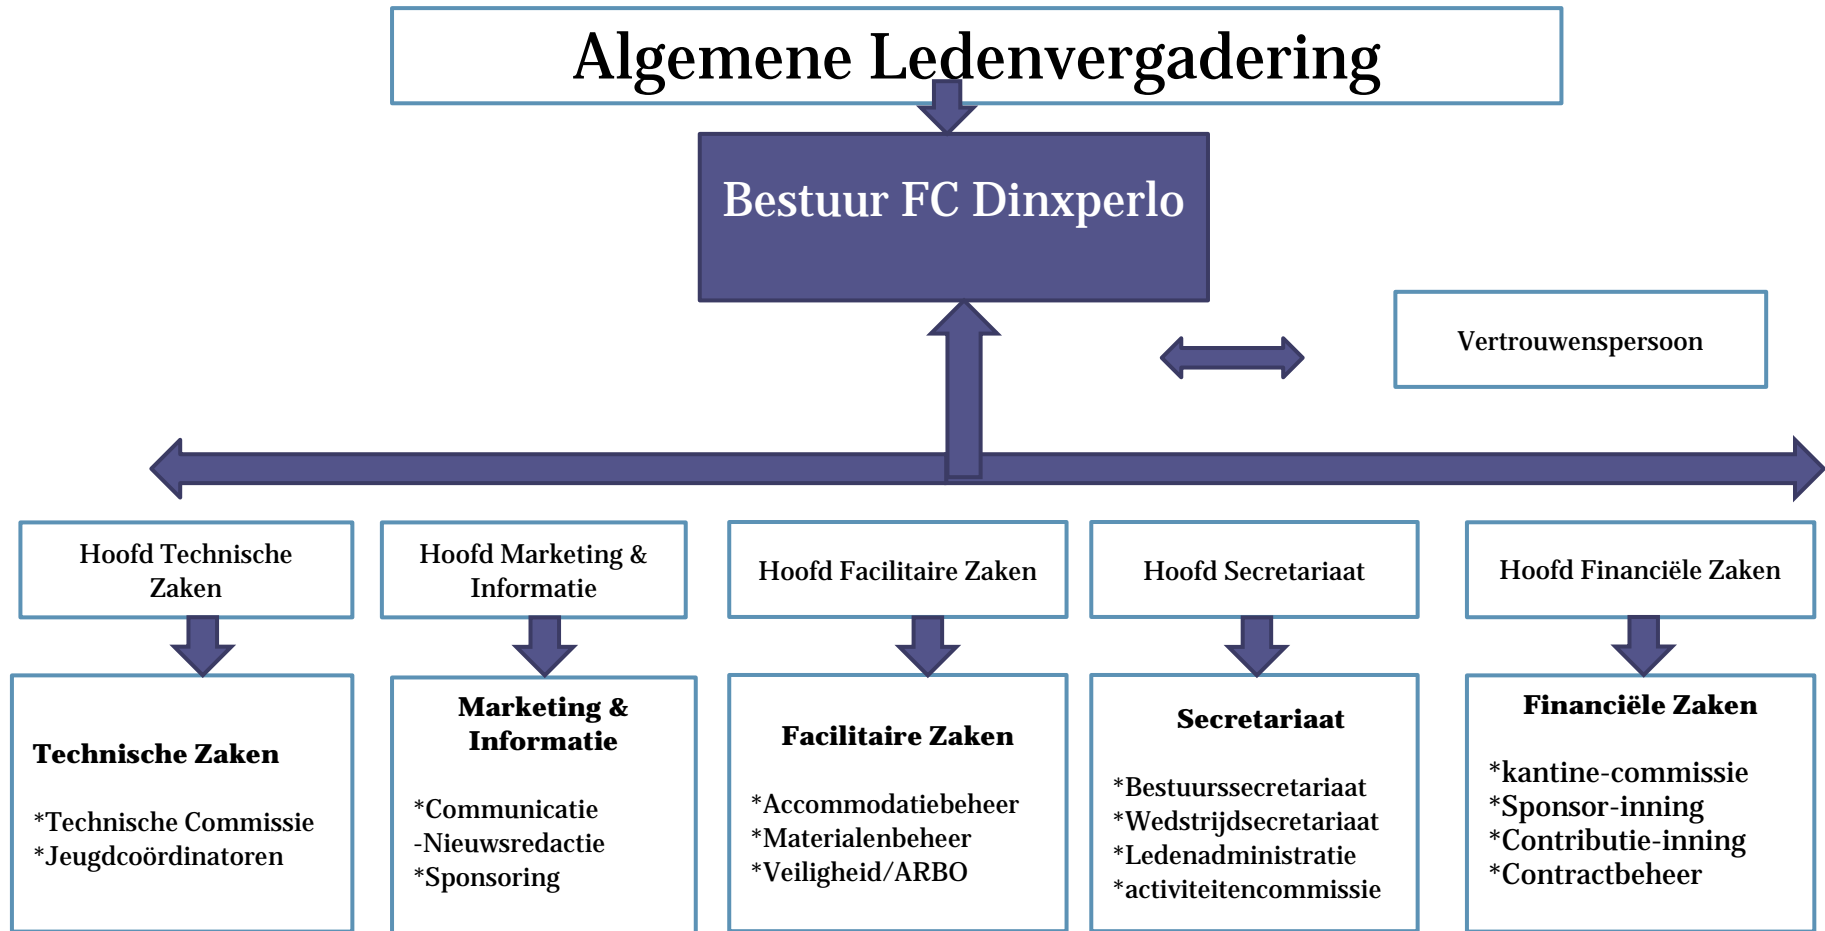 Algemene Ledenvergadering
Bestuur FC Dinxperlo
Vertrouwenspersoon
Hoofd Technische
Zaken
Hoofd Marketing &
Informatie
Hoofd Facilitaire Zaken
Hoofd Secretariaat
Hoofd Financiële Zaken
Technische Zaken
*Technische Commissie
*Jeugdcoördinatoren
Marketing &
Informatie
*Communicatie
-Nieuwsredactie
*Sponsoring
Facilitaire Zaken
*Accommodatiebeheer
*Materialenbeheer
*Veiligheid/ARBO
Secretariaat
*Bestuurssecretariaat
*Wedstrijdsecretariaat
*Ledenadministratie
*activiteitencommissie
Financiële Zaken
*kantine-commissie
*Sponsor-inning
*Contributie-inning
*Contractbeheer